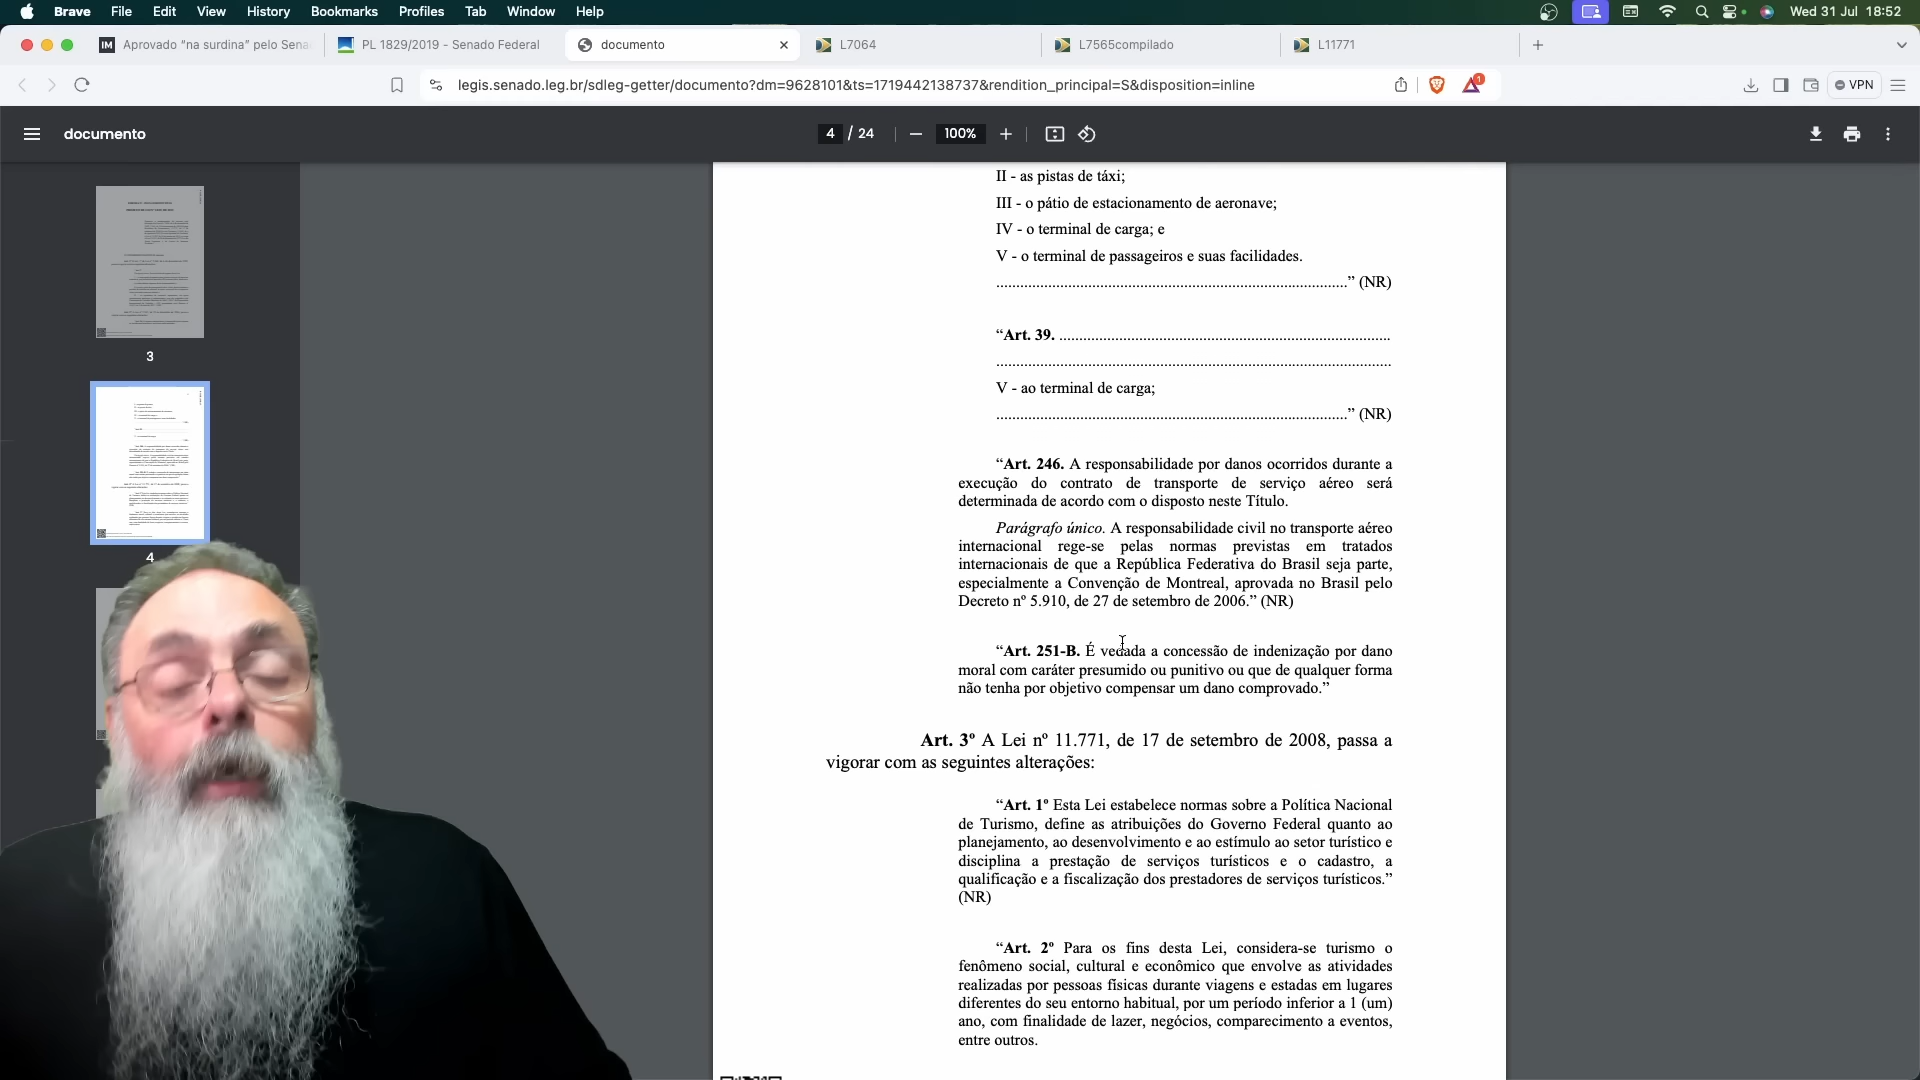 Brave File Edit View History Bookmarks Profiles Tab Window Help Wed 31 Jul 18:52
Aprovado “na surdina” pelo Sena PL 1829/2019 - Senado Federal documento L7064 L7565compilado L11771
legis.senado.leg.br/sdleg-getter/documento?dm=9628101&ts=1719442138737&rendition_principal=S&disposition=inline 1 VPN
documento 4 / 24 100%
3
4
II - as pistas de táxi;
III - o pátio de estacionamento de aeronave;
IV - o terminal de carga; e
V - o terminal de passageiros e suas facilidades.
........................................................................................” (NR)
“Art. 39. ...................................................................................
...................................................................................................
V - ao terminal de carga;
........................................................................................” (NR)
“Art. 246. A responsabilidade por danos ocorridos durante a
execução do contrato de transporte de serviço aéreo será
determinada de acordo com o disposto neste Título.
Parágrafo único. A responsabilidade civil no transporte aéreo
internacional rege-se pelas normas previstas em tratados
internacionais de que a República Federativa do Brasil seja parte,
especialmente a Convenção de Montreal, aprovada no Brasil pelo
Decreto nº 5.910, de 27 de setembro de 2006.” (NR)
“Art. 251-B. É vedada a concessão de indenização por dano
moral com caráter presumido ou punitivo ou que de qualquer forma
não tenha por objetivo compensar um dano comprovado.”
Art. 3º A Lei nº 11.771, de 17 de setembro de 2008, passa a
vigorar com as seguintes alterações:
“Art. 1º Esta Lei estabelece normas sobre a Política Nacional
de Turismo, define as atribuições do Governo Federal quanto ao
planejamento, ao desenvolvimento e ao estímulo ao setor turístico e
disciplina a prestação de serviços turísticos e o cadastro, a
qualificação e a fiscalização dos prestadores de serviços turísticos.”
(NR)
“Art. 2º Para os fins desta Lei, considera-se turismo o
fenômeno social, cultural e econômico que envolve as atividades
realizadas por pessoas físicas durante viagens e estadas em lugares
diferentes do seu entorno habitual, por um período inferior a 1 (um)
ano, com finalidade de lazer, negócios, comparecimento a eventos,
entre outros.